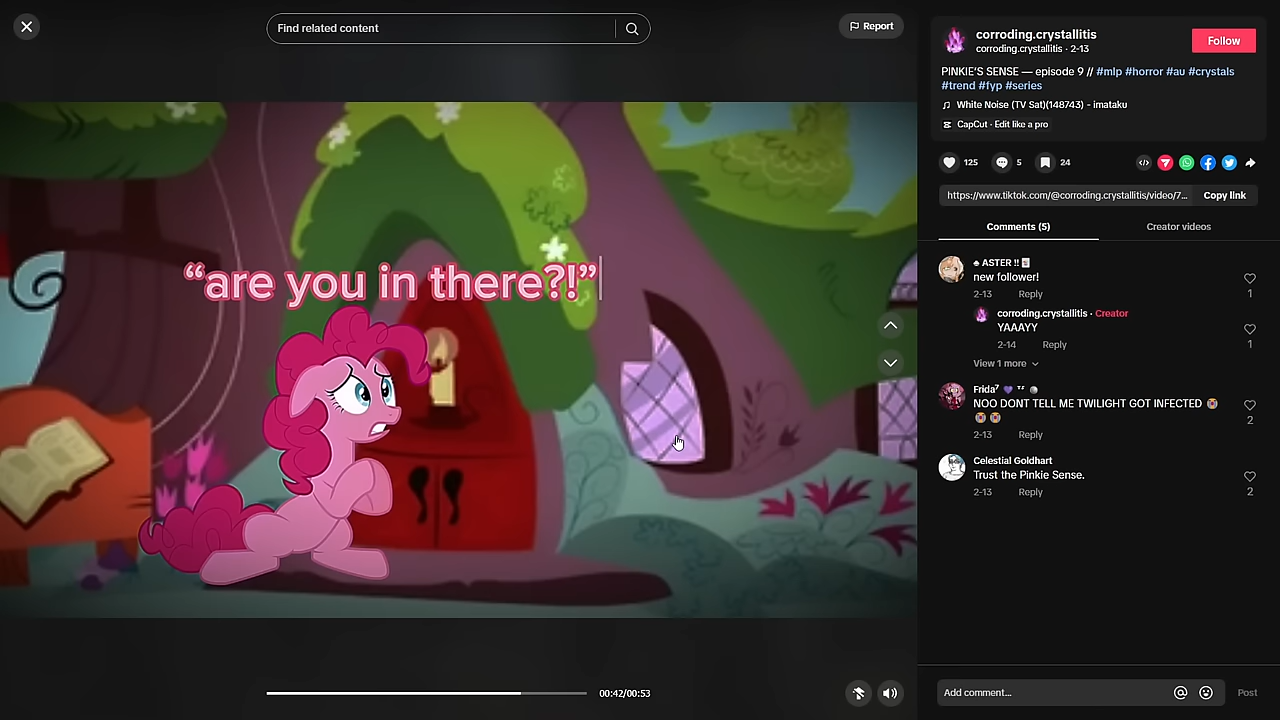 Find related content
Report
“are you in there?!”
00:42/00:53
corroding.crystallitis
corroding.crystallitis · 2-13
Follow
PINKIE'S SENSE — episode 9 // #mlp #horror #au #crystals
#trend #fyp #series
White Noise (TV Sat)(148743) - imataku
CapCut · Edit like a pro
125
5
24
https://www.tiktok.com/@corroding.crystallitis/video/7...
Copy link
Comments (5)
Creator videos
♠ ASTER !! 🃏
new follower!
2-13 Reply
1
corroding.crystallitis · Creator
YAAAYY
2-14 Reply
1
View 1 more
Frida⁷
NOO DONT TELL ME TWILIGHT GOT INFECTED 😭
😭 😭
2-13 Reply
2
Celestial Goldhart
Trust the Pinkie Sense.
2-13 Reply
2
Add comment...
Post